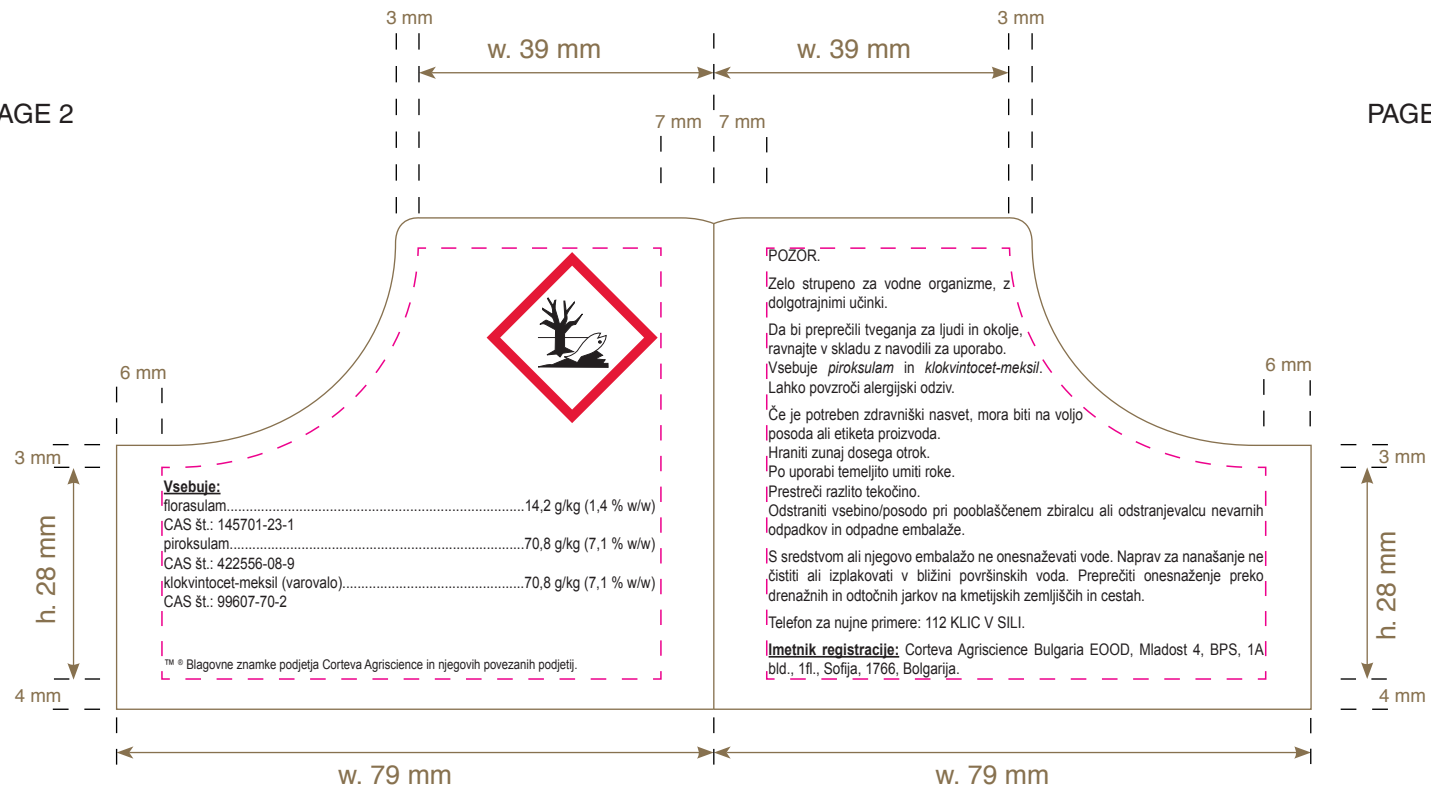 3 mm
3 mm
w. 39 mm
w. 39 mm
AGE 2
PAGE
7 mm
7 mm
6 mm
6 mm
3 mm
3 mm
h. 28 mm
h. 28 mm
4 mm
4 mm
Vsebuje:
florasulam..........................................................................14,2 g/kg (1,4 % w/w)
CAS št.: 145701-23-1
piroksulam.........................................................................70,8 g/kg (7,1 % w/w)
CAS št.: 422556-08-9
klokvintocet-meksil (varovalo).............................................70,8 g/kg (7,1 % w/w)
CAS št.: 99607-70-2
™ ® Blagovne znamke podjetja Corteva Agriscience in njegovih povezanih podjetij.
POZOR.
Zelo strupeno za vodne organizme, z
dolgotrajnimi učinki.
Da bi preprečili tveganja za ljudi in okolje,
ravnajte v skladu z navodili za uporabo.
Vsebuje piroksulam in klokvintocet-meksil.
Lahko povzroči alergijski odziv.
Če je potreben zdravniški nasvet, mora biti na voljo
posoda ali etiketa proizvoda.
Hraniti zunaj dosega otrok.
Po uporabi temeljito umiti roke.
Prestreči razlito tekočino.
Odstraniti vsebino/posodo pri pooblaščenem zbiralcu ali odstranjevalcu nevarnih
odpadkov in odpadne embalaže.
S sredstvom ali njegovo embalažo ne onesnaževati vode. Naprav za nanašanje ne
čistiti ali izplakovati v bližini površinskih voda. Preprečiti onesnaženje preko
drenažnih in odtočnih jarkov na kmetijskih zemljiščih in cestah.
Telefon za nujne primere: 112 KLIC V SILI.
Imetnik registracije: Corteva Agriscience Bulgaria EOOD, Mladost 4, BPS, 1A
bld., 1fl., Sofija, 1766, Bolgarija.
w. 79 mm
w. 79 mm